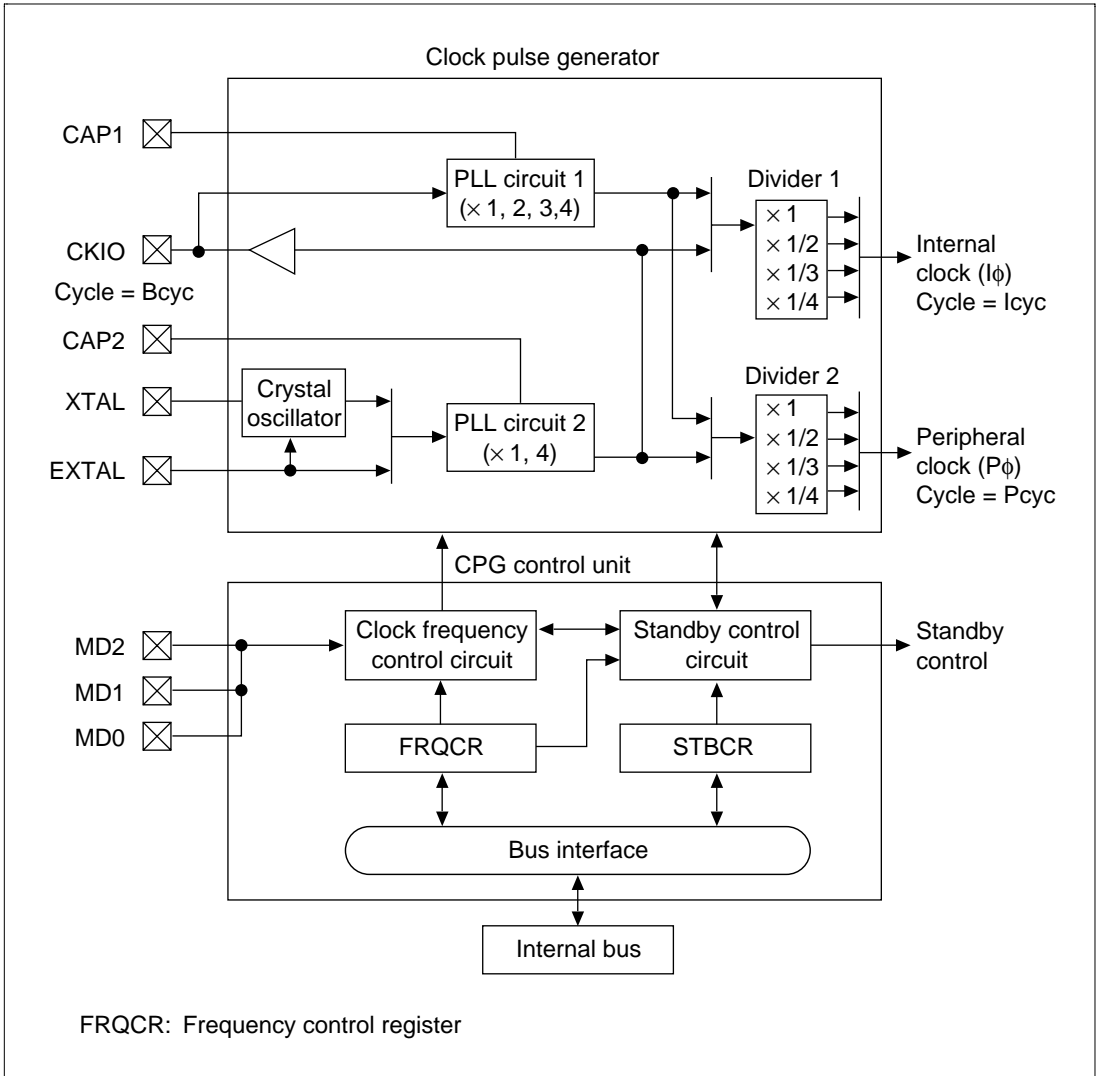 Clock pulse generator
CAP1
PLL circuit 1
(× 1, 2, 3,4)
Divider 1
× 1
× 1/2
× 1/3
× 1/4
Internal
clock (Iϕ)
Cycle = Icyc
CKIO
Cycle = Bcyc
CAP2
XTAL
Crystal
oscillator
EXTAL
PLL circuit 2
(× 1, 4)
Divider 2
× 1
× 1/2
× 1/3
× 1/4
Peripheral
clock (Pϕ)
Cycle = Pcyc
CPG control unit
MD2
MD1
MD0
Clock frequency
control circuit
Standby control
circuit
Standby
control
FRQCR
STBCR
Bus interface
Internal bus
FRQCR: Frequency control register